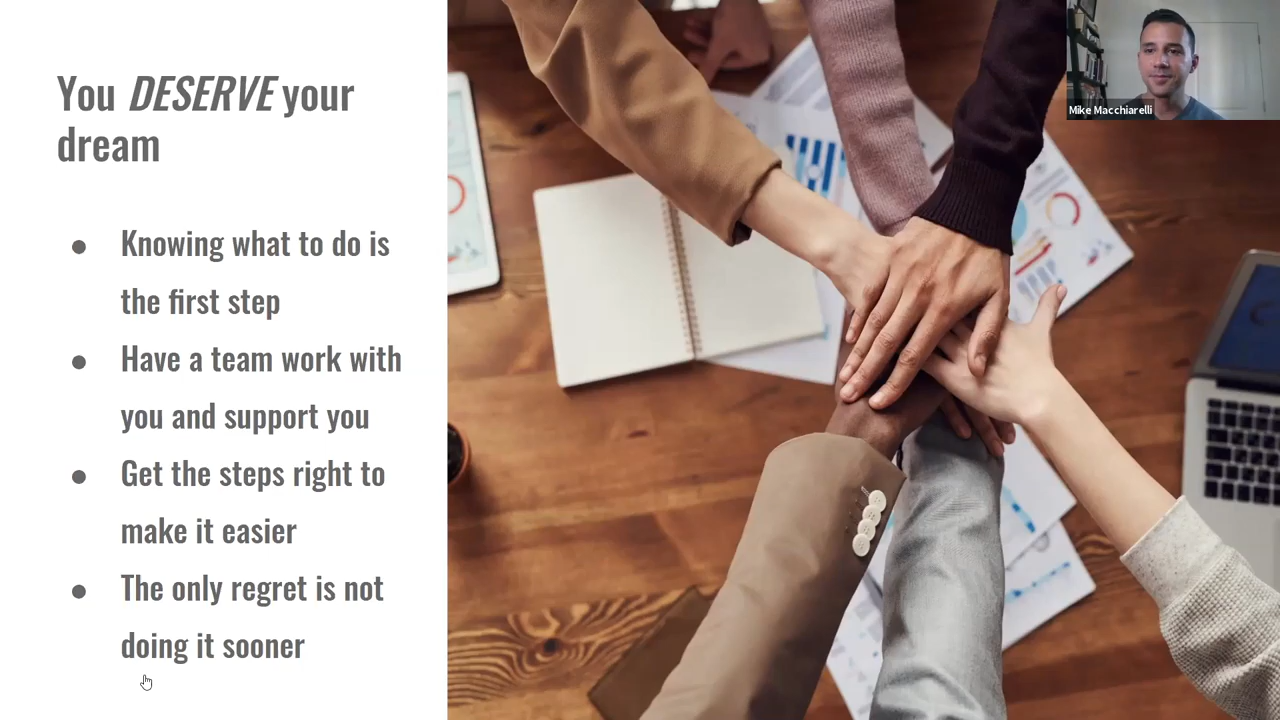 You DESERVE your
dream
● Knowing what to do is
the first step
● Have a team work with
you and support you
● Get the steps right to
make it easier
● The only regret is not
doing it sooner
Mike Macchiarelli